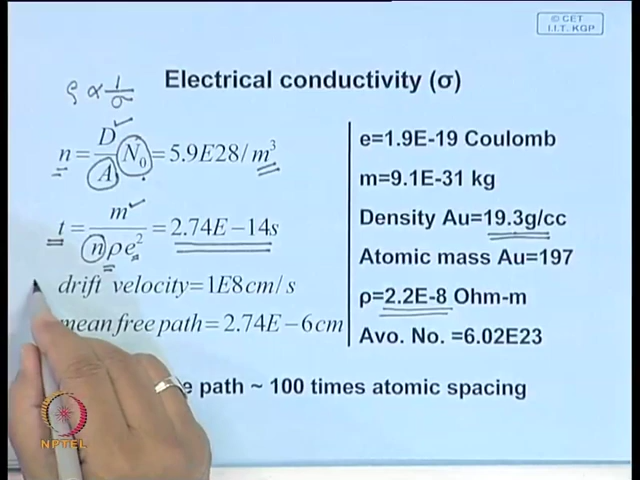 © CET
I.I.T. KGP
Electrical conductivity (σ)
ρ ∝ 1/σ
n = D/A N₀ = 5.9E28/m³
t = m/(nρe²) = 2.74E−14s
drift velocity=1E8cm/s
mean free path = 2.74E−6cm
e=1.9E-19 Coulomb
m=9.1E-31 kg
Density Au=19.3g/cc
Atomic mass Au=197
ρ=2.2E-8 Ohm-m
Avo. No. =6.02E23
path ~ 100 times atomic spacing
NPTEL